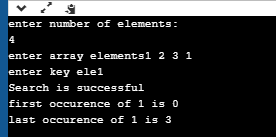 enter number of elements:
4
enter array elements1 2 3 1
enter key ele1
Search is successful
first occurence of 1 is 0
last occurence of 1 is 3